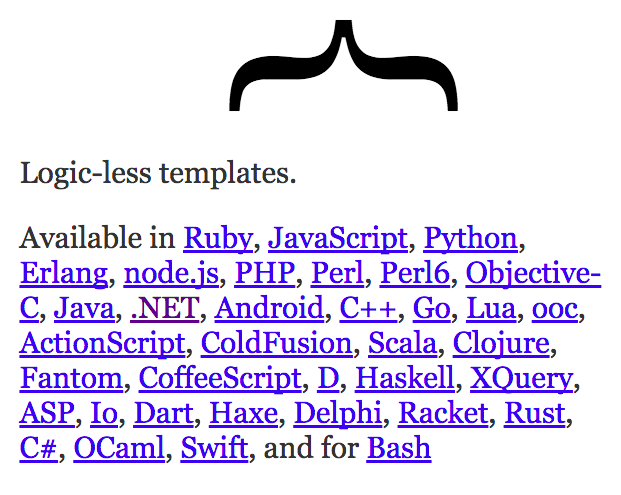 Logic-less templates.
Available in Ruby, JavaScript, Python,
Erlang, node.js, PHP, Perl, Perl6, Objective-
C, Java, .NET, Android, C++, Go, Lua, ooc,
ActionScript, ColdFusion, Scala, Clojure,
Fantom, CoffeeScript, D, Haskell, XQuery,
ASP, Io, Dart, Haxe, Delphi, Racket, Rust,
C#, OCaml, Swift, and for Bash